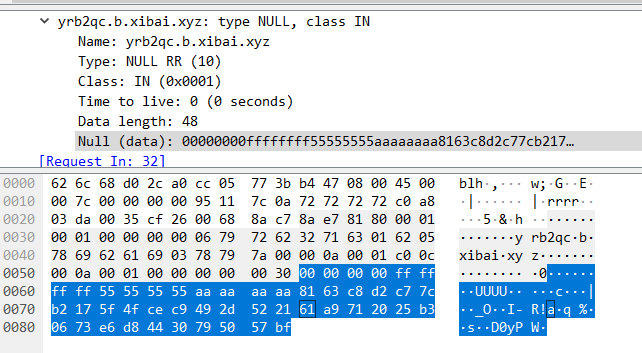 yrb2qc.b.xibai.xyz: type NULL, class IN
Name: yrb2qc.b.xibai.xyz
Type: NULL RR (10)
Class: IN (0x0001)
Time to live: 0 (0 seconds)
Data length: 48
Null (data): 00000000ffffffff55555555aaaaaaaa8163c8d2c77cb217…
[Request In: 32]
0000 62 6c 68 d0 2c a0 cc 05 77 3b b4 47 08 00 45 00 blh·,··· w;·G··E·
0010 00 7c 00 00 00 00 95 11 7c 0a 72 72 72 72 c0 a8 ·|······ |·rrrr··
0020 03 da 00 35 cf 26 00 68 8a c7 8a e7 81 80 00 01 ···5·&·h ········
0030 00 01 00 00 00 00 06 79 72 62 32 71 63 01 62 05 ·······y rb2qc·b·
0040 78 69 62 61 69 03 78 79 7a 00 00 0a 00 01 c0 0c xibai·xy z·······
0050 00 0a 00 01 00 00 00 00 00 30 00 00 00 00 ff ff ········ ·0······
0060 ff ff 55 55 55 55 aa aa aa aa 81 63 c8 d2 c7 7c ··UUUU·· ···c···|
0070 b2 17 5f 4f ce c9 49 2d 52 21 61 a9 71 20 25 b3 ··_O··I- R!a·q %·
0080 06 73 e6 d8 44 30 79 50 57 bf ·s··D0yP W·